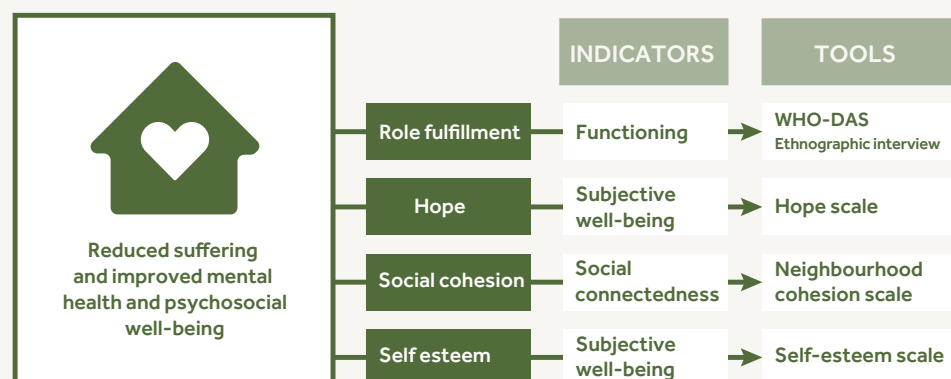 INDICATORS
TOOLS
Role fulfillment
Functioning
WHO-DAS
Ethnographic interview
Hope
Subjective
well-being
Hope scale
Reduced suffering
and improved mental
health and psychosocial
well-being
Social cohesion
Social
connectedness
Neighbourhood
cohesion scale
Self esteem
Subjective
well-being
Self-esteem scale